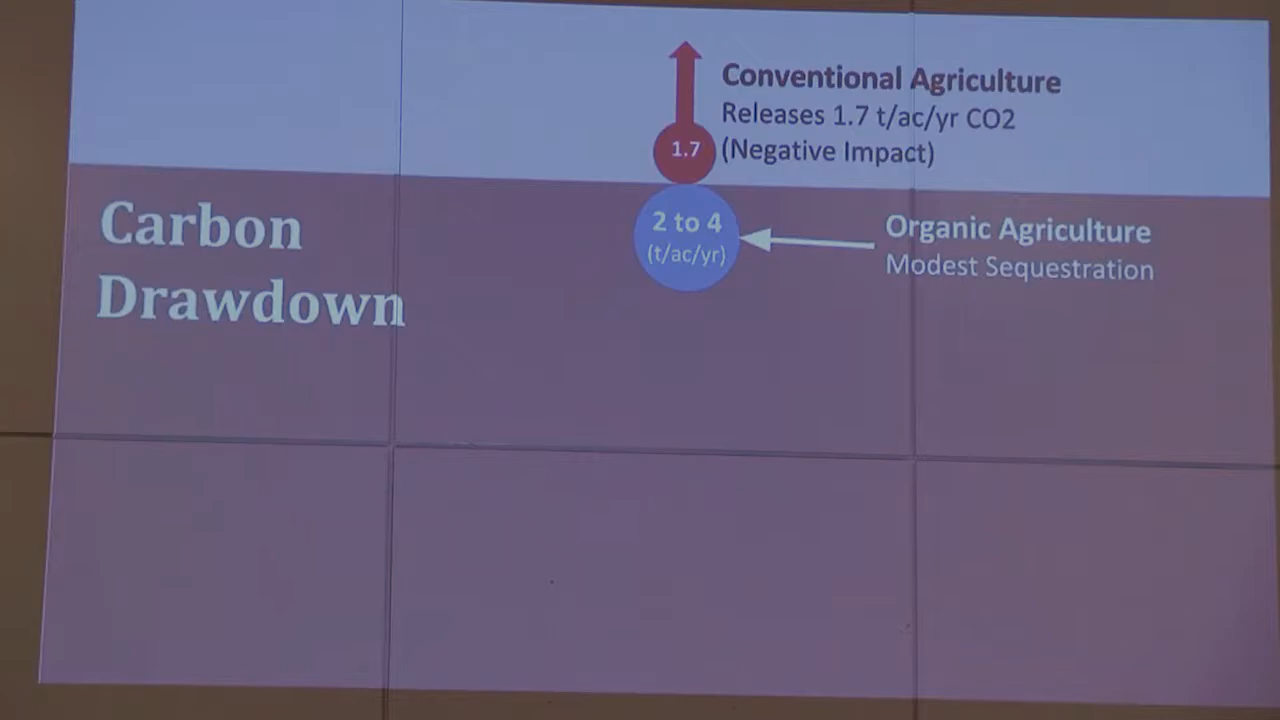 Conventional Agriculture
Releases 1.7 t/ac/yr CO2
(Negative Impact)
1.7
Carbon
Drawdown
2 to 4
(t/ac/yr)
Organic Agriculture
Modest Sequestration